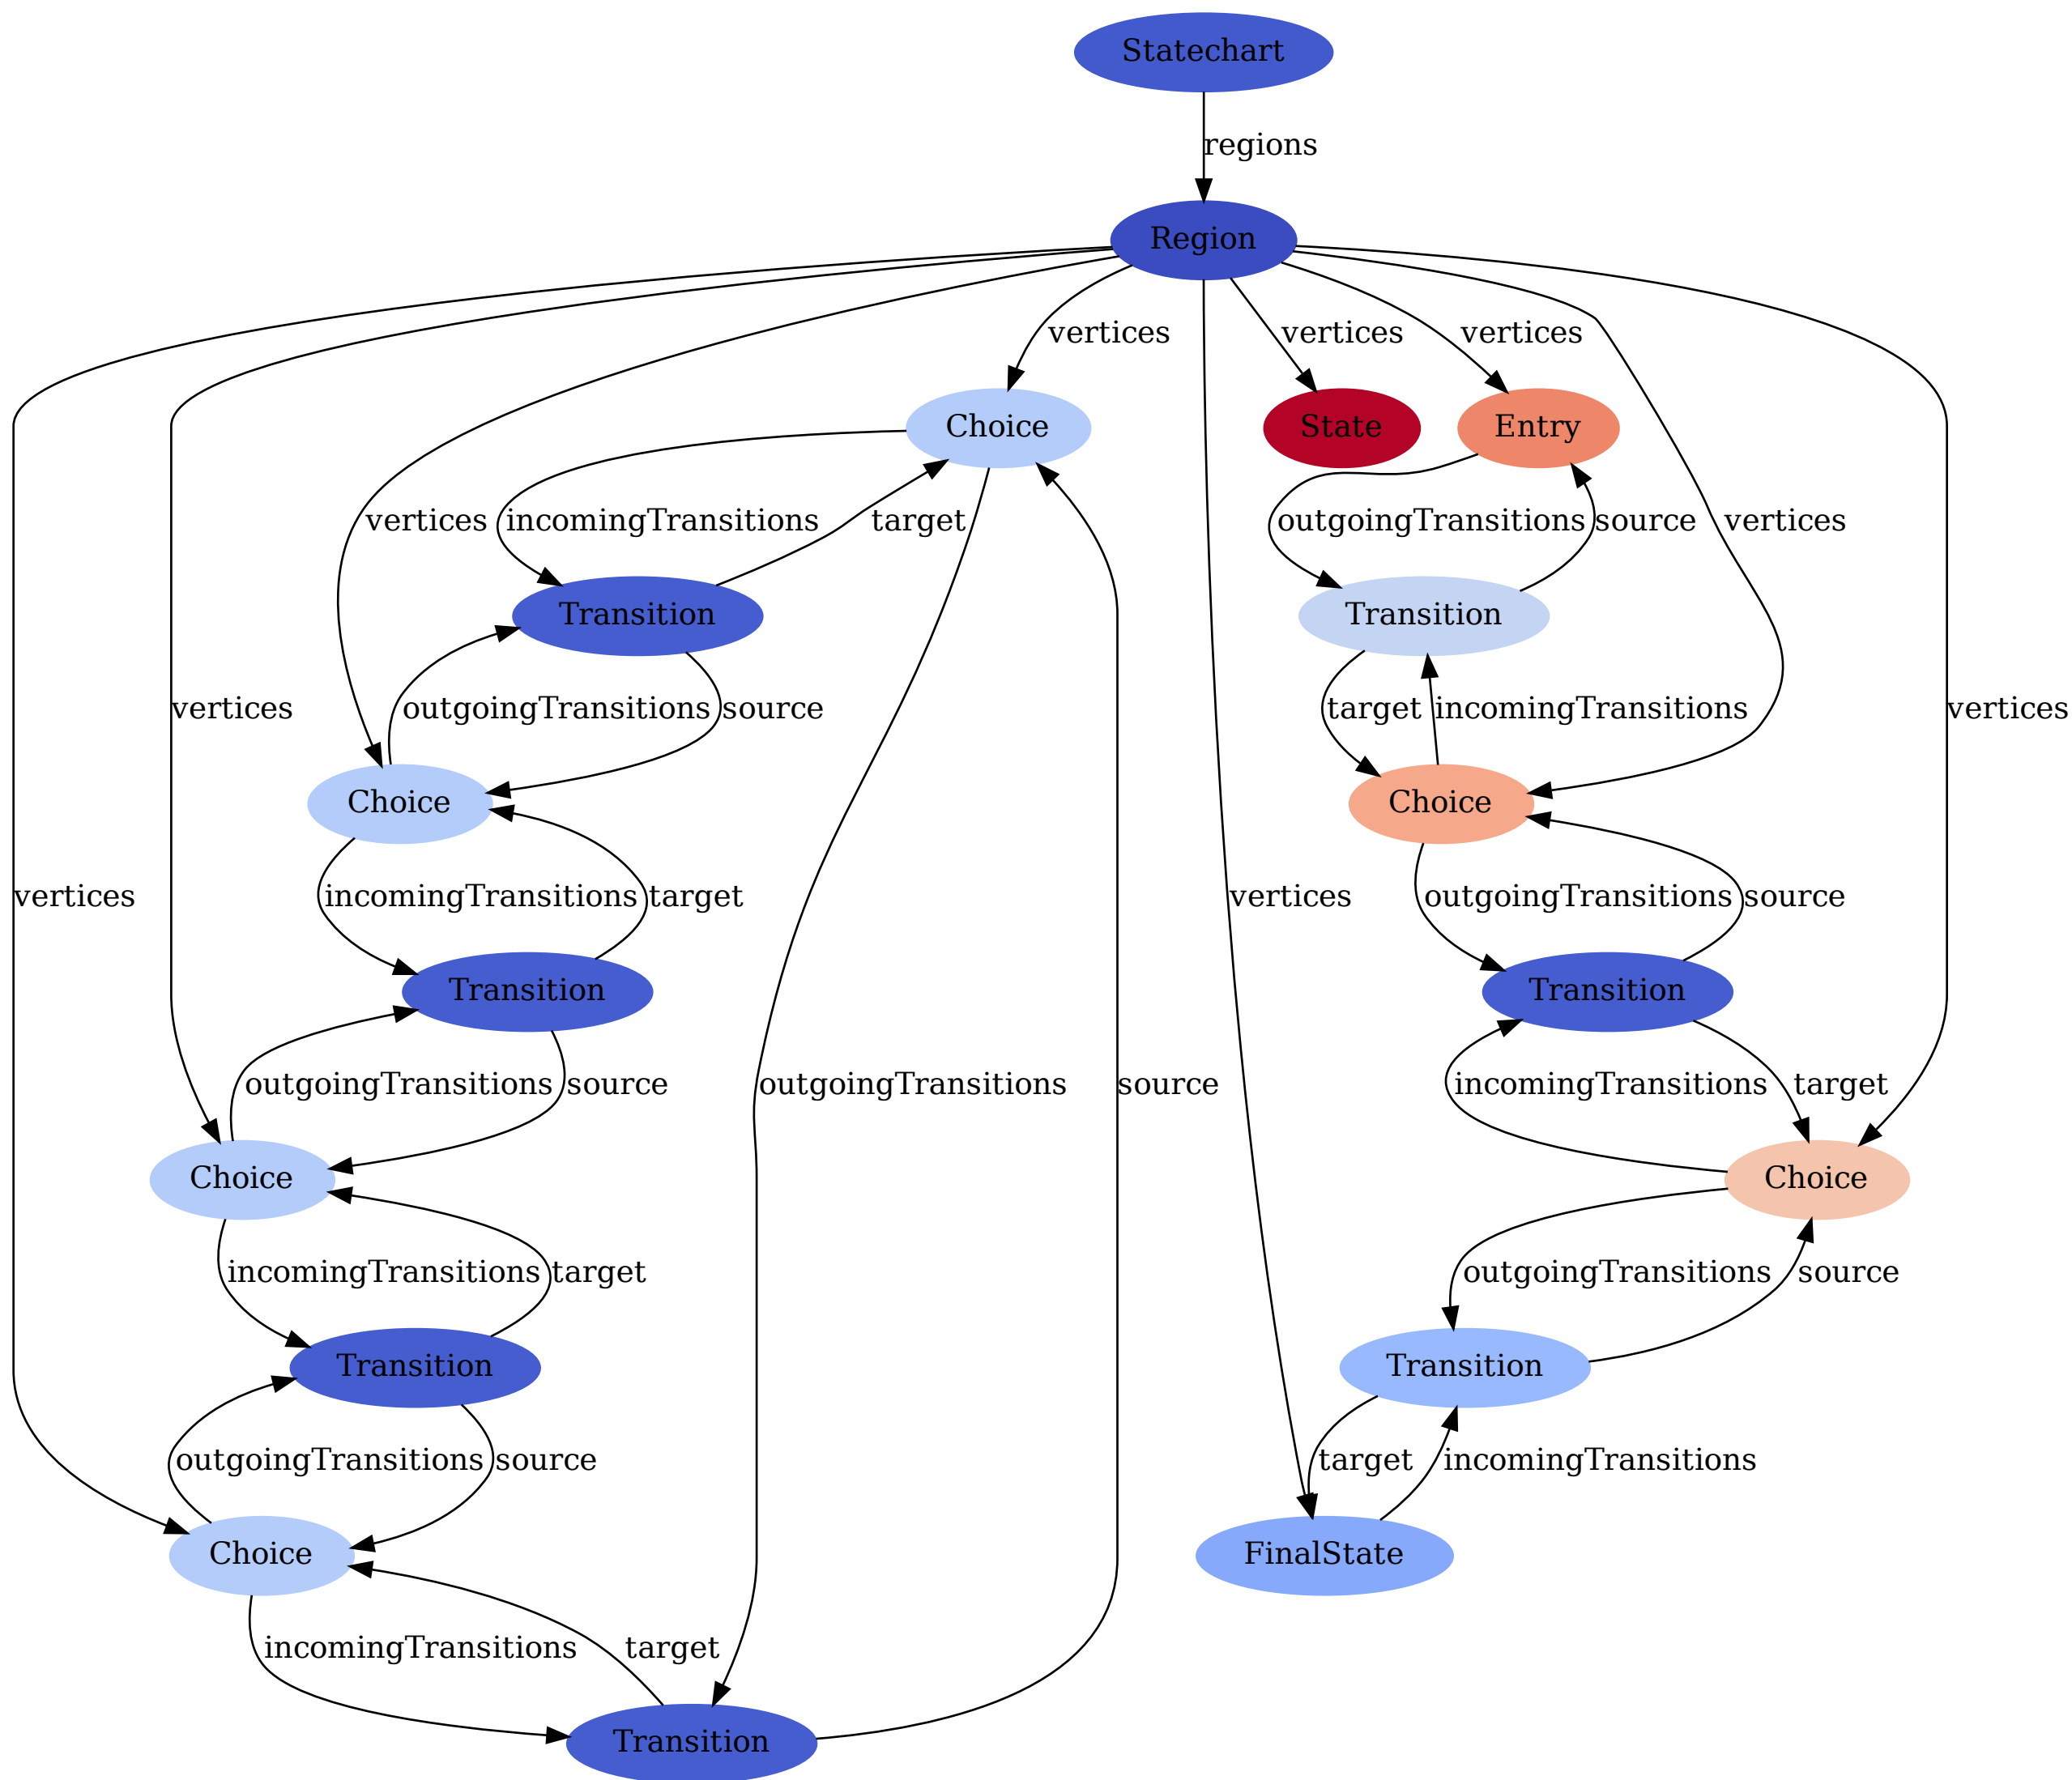 Statechart
regions
Region
vertices vertices vertices
Choice State Entry
vertices incomingTransitions target outgoingTransitions source vertices
Transition Transition
vertices outgoingTransitions source target incomingTransitions vertices
Choice Choice
vertices incomingTransitions target vertices outgoingTransitions source
Transition Transition
outgoingTransitions source outgoingTransitions source incomingTransitions target
Choice Choice
incomingTransitions target outgoingTransitions source
Transition Transition
outgoingTransitions source target incomingTransitions
Choice FinalState
incomingTransitions target
Transition